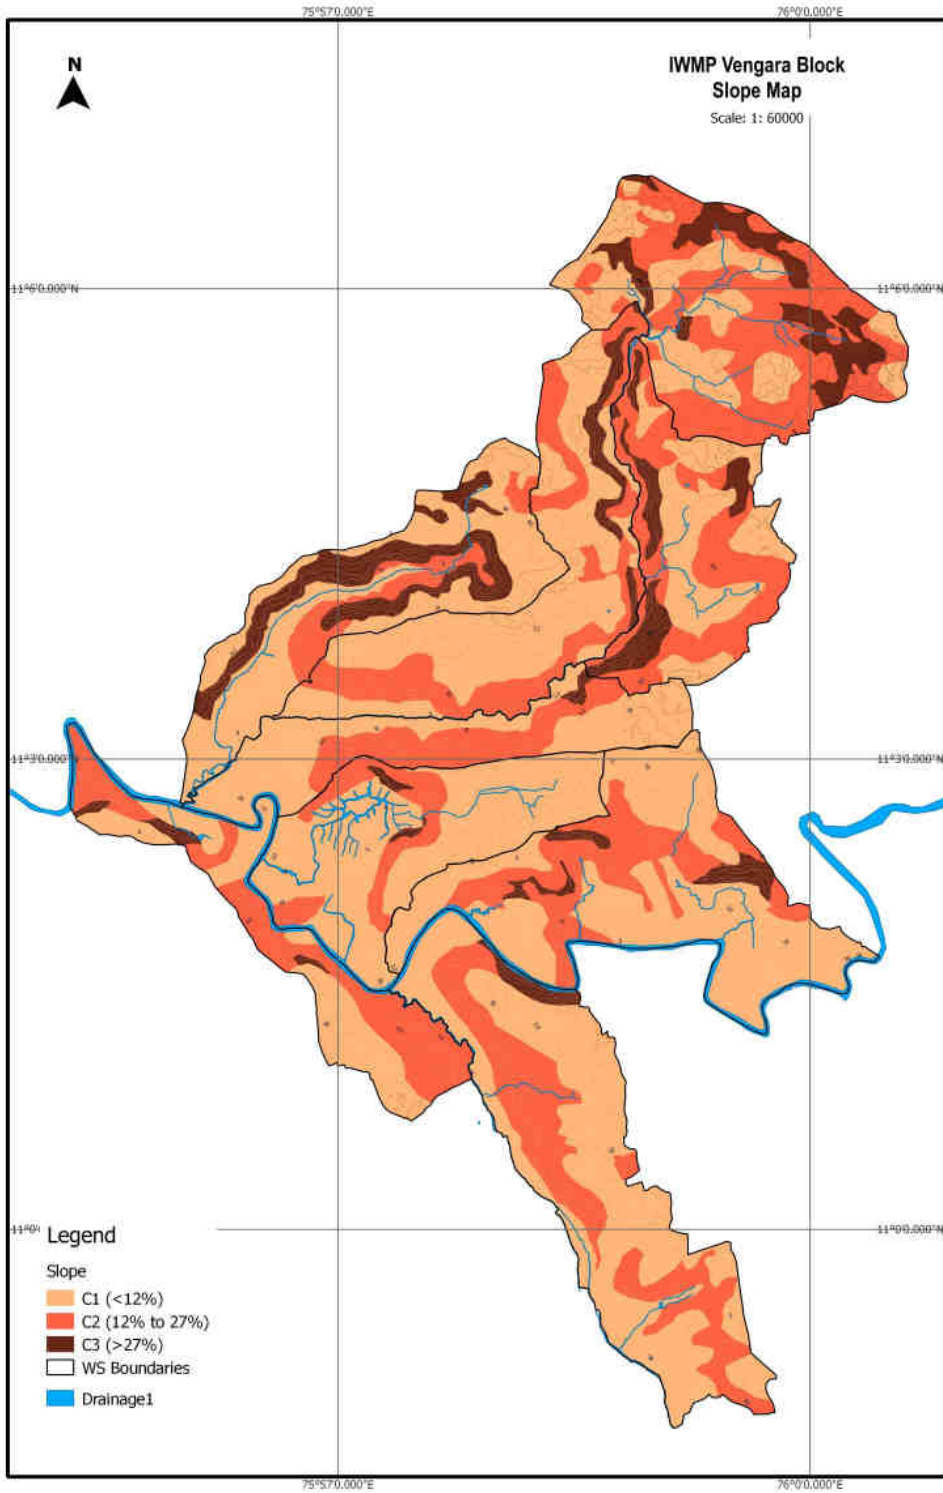 75°57'0.000"E 76°0'0.000"E
N
IWMP Vengara Block
Slope Map
Scale: 1: 60000
11°6'0.000"N 11°6'0.000"N
11°3'0.000"N 11°3'0.000"N
11°0' 11°0'0.000"N
Legend
Slope
C1 (<12%)
C2 (12% to 27%)
C3 (>27%)
WS Boundaries
Drainage1
75°57'0.000"E 76°0'0.000"E